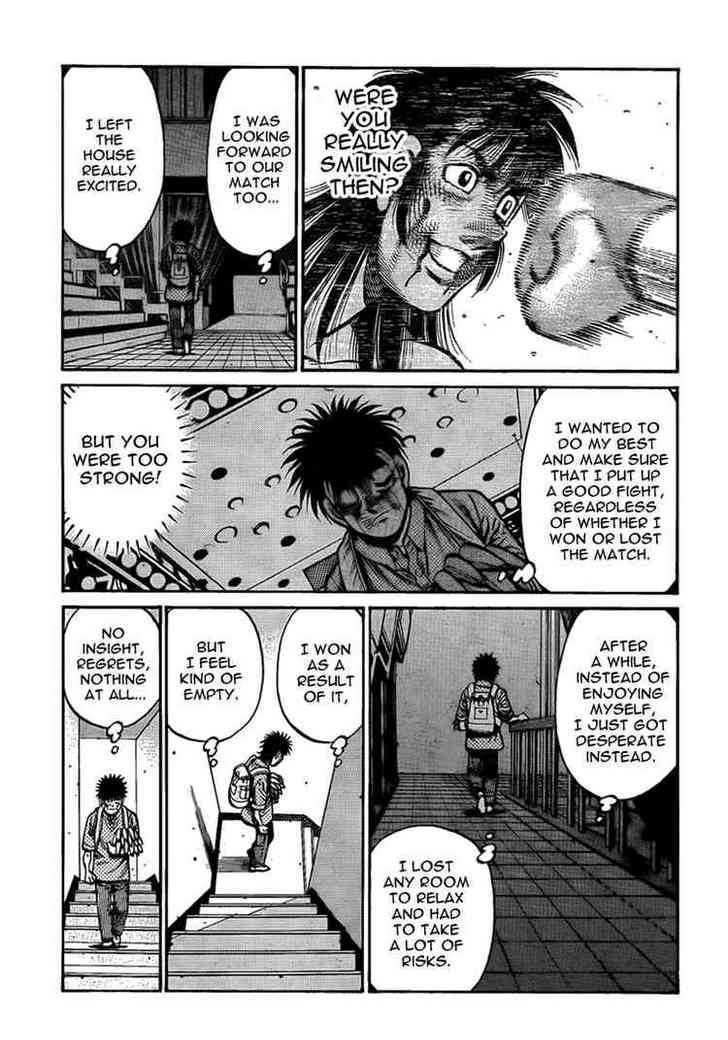 WERE
YOU
REALLY
SMILING
THEN?
I WAS
LOOKING
FORWARD
TO OUR
MATCH
TOO...
I LEFT
THE
HOUSE
REALLY
EXCITED.
I WANTED TO
DO MY BEST
AND MAKE SURE
THAT I PUT UP
A GOOD FIGHT,
REGARDLESS
OF WHETHER I
WON OR LOST
THE MATCH.
BUT YOU
WERE TOO
STRONG!
AFTER
A WHILE,
INSTEAD OF
ENJOYING
MYSELF,
I JUST GOT
DESPERATE
INSTEAD.
I LOST
ANY ROOM
TO RELAX
AND HAD
TO TAKE
A LOT OF
RISKS.
I WON
AS A
RESULT
OF IT,
BUT
I FEEL
KIND OF
EMPTY.
NO
INSIGHT,
REGRETS,
NOTHING
AT ALL...